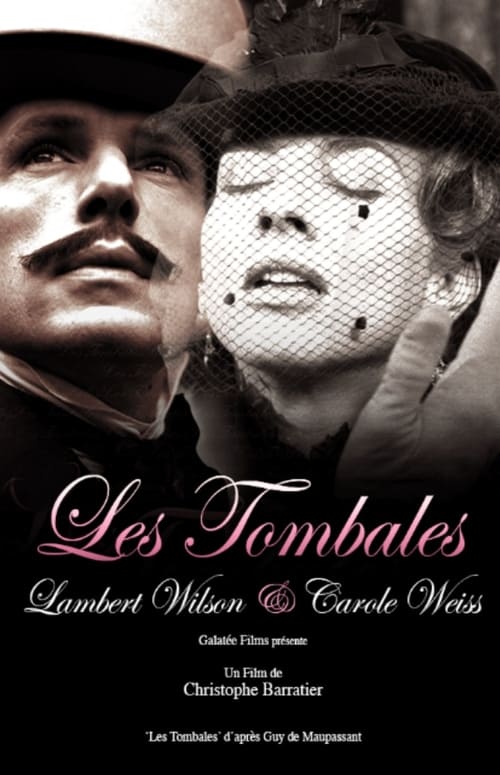 Les Tombales
Lambert Wilson & Carole Weiss
Galatée Films présente
Un Film de
Christophe Barratier
'Les Tombales' d'après Guy de Maupassant